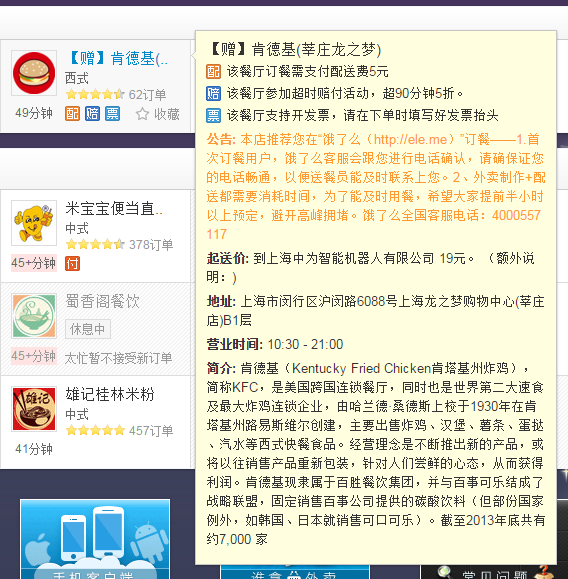 【赠】肯德基(..
西式
62订单
49分钟
配 赔 票 收藏
米宝宝便当直..
中式
378订单
45+分钟
付
蜀香阁餐饮
休息中
45+分钟
太忙暂不接受新订单
雄记
雄记桂林米粉
中式
457订单
41分钟
手机客户端
【赠】肯德基(莘庄龙之梦)
配 该餐厅订餐需支付配送费5元
赔 该餐厅参加超时赔付活动，超90分钟5折。
票 该餐厅支持开发票，请在下单时填写好发票抬头
公告: 本店推荐您在“饿了么（http://ele.me）”订餐——1.首
次订餐用户，饿了么客服会跟您进行电话确认，请确保证您
的电话畅通，以便送餐员能及时联系上您。2、外卖制作+配
送都需要消耗时间，为了能及时用餐，希望大家提前半小时
以上预定，避开高峰拥堵。饿了么全国客服电话：4000557
117
起送价: 到上海中为智能机器人有限公司 19元。 （额外说
明：）
地址: 上海市闵行区沪闵路6088号上海龙之梦购物中心(莘庄
店)B1层
营业时间: 10:30 - 21:00
简介: 肯德基（Kentucky Fried Chicken肯塔基州炸鸡），
简称KFC，是美国跨国连锁餐厅，同时也是世界第二大速食
及最大炸鸡连锁企业，由哈兰德·桑德斯上校于1930年在肯
塔基州路易斯维尔创建，主要出售炸鸡、汉堡、薯条、蛋挞
、汽水等西式快餐食品。经营理念是不断推出新的产品，或
将以往销售产品重新包装，针对人们尝鲜的心态，从而获得
利润。肯德基现隶属于百胜餐饮集团，并与百事可乐结成了
战略联盟，固定销售百事公司提供的碳酸饮料（但部份国家
例外，如韩国、日本就销售可口可乐）。截至2013年底共有
约7,000 家
谁拿外卖
常见问题